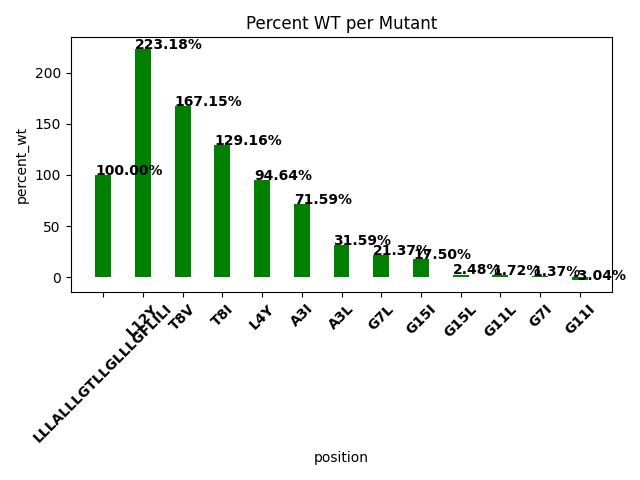 Percent WT per Mutant
percent_wt
200
150
100
50
0
100.00%
223.18%
167.15%
129.16%
94.64%
71.59%
31.59%
21.37%
17.50%
2.48%
1.72%
1.37%
-3.04%
LLLALLLGTLLGLLLGFLILI
L12Y
T8V
T8I
L4Y
A3I
A3L
G7L
G15I
G15L
G11L
G7I
G11I
position